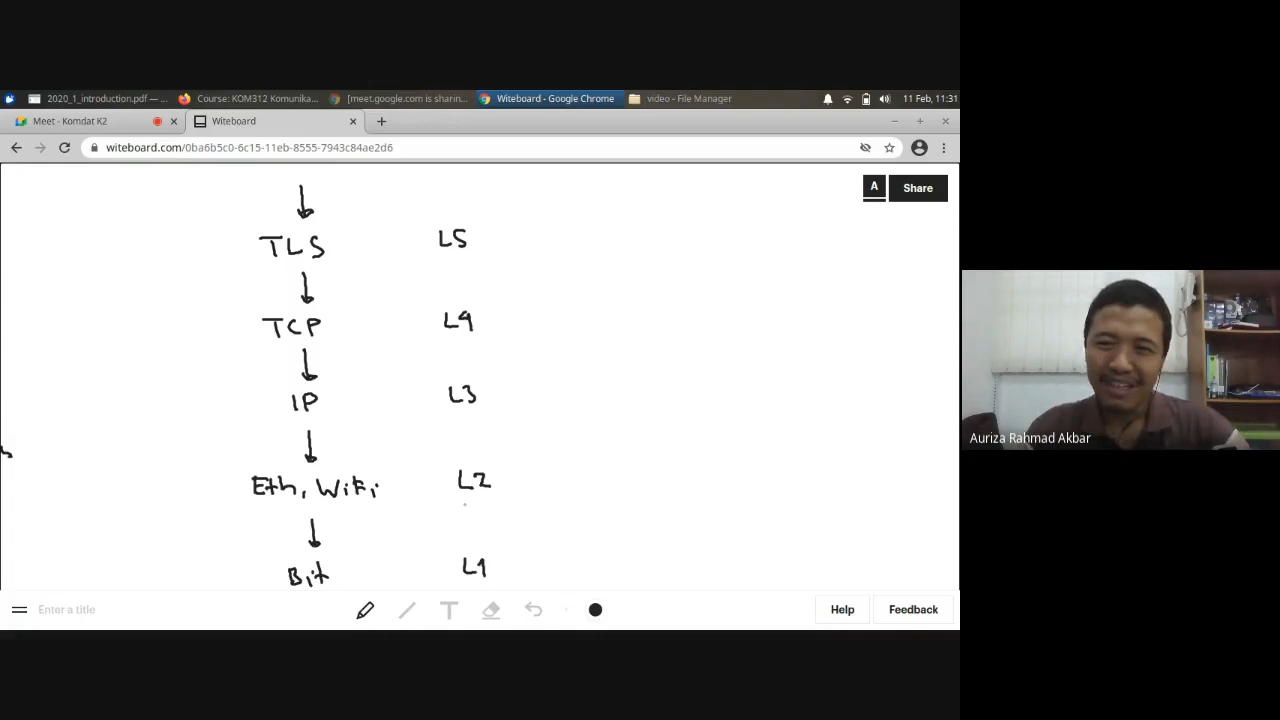 2020_1_introduction.pdf — ...
Course: KOM312 Komunika...
[meet.google.com is sharin...
Witeboard - Google Chrome
video - File Manager
11 Feb, 11:31
Meet - Komdat K2
Witeboard
witeboard.com/0ba6b5c0-6c15-11eb-8555-7943c84ae2d6
A
Share
TLS L5
TCP L4
IP L3
Eth, Wifi L2
Bit L1
Auriza Rahmad Akbar
Enter a title
T
Help
Feedback